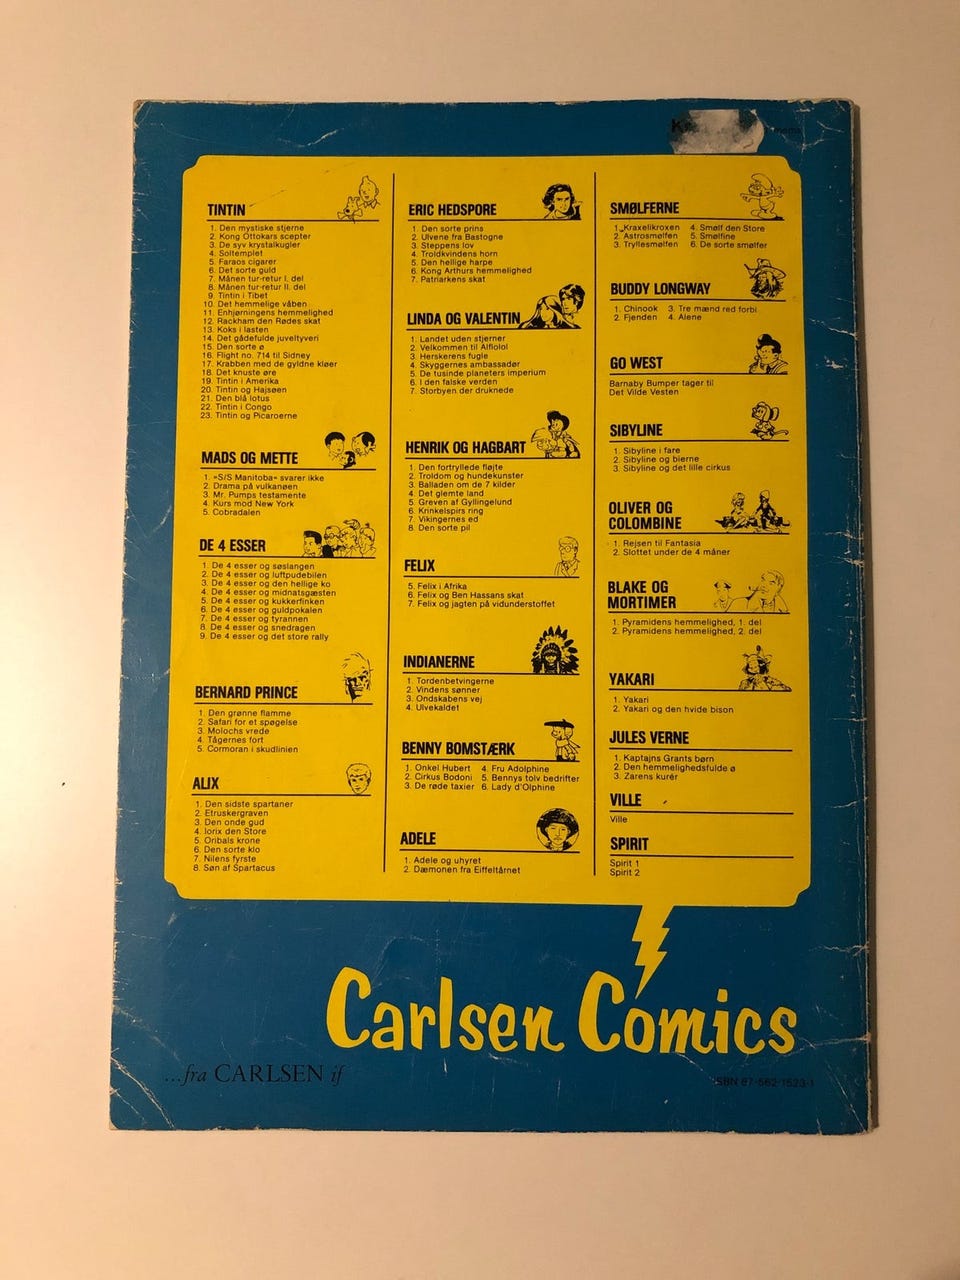 TINTIN
1. Den mystiske stjerne
2. Kong Ottokars scepter
3. De syv krystalkugler
4. Soltemplet
5. Faraos cigarer
6. Det sorte guld
7. Månen tur-retur I. del
8. Månen tur-retur II. del
9. Tintin i Tibet
10. Det hemmelige våben
11. Enhjørningens hemmelighed
12. Rackham den Rødes skat
13. Koks i lasten
14. Det gådefulde juveltyveri
15. Den sorte ø
16. Flight no. 714 til Sidney
17. Krabben med de gyldne kløer
18. Det knuste øre
19. Tintin i Amerika
20. Tintin og Hajsøen
21. Den blå lotus
22. Tintin i Congo
23. Tintin og Picaroerne
MADS OG METTE
1. »S/S Manitoba« svarer ikke
2. Drama på vulkanøen
3. Mr. Pumps testamente
4. Kurs mod New York
5. Cobradalen
DE 4 ESSER
1. De 4 esser og søslangen
2. De 4 esser og luftpudebilen
3. De 4 esser og den hellige ko
4. De 4 esser og midnatsgæsten
5. De 4 esser og kukkerfinken
6. De 4 esser og guldpokalen
7. De 4 esser og tyrannen
8. De 4 esser og snedragen
9. De 4 esser og det store rally
BERNARD PRINCE
1. Den grønne flamme
2. Safari for et spøgelse
3. Molochs vrede
4. Tågernes fort
5. Cormoran i skudlinien
ALIX
1. Den sidste spartaner
2. Etruskergraven
3. Den onde gud
4. Iorix den Store
5. Oribals krone
6. Den sorte klo
7. Nilens fyrste
8. Søn af Spartacus
ERIC HEDSPORE
1. Den sorte prins
2. Ulvene fra Bastogne
3. Steppens lov
4. Troldkvindens horn
5. Den hellige harpe
6. Kong Arthurs hemmelighed
7. Patriarkens skat
LINDA OG VALENTIN
1. Landet uden stjerner
2. Velkommen til Alflolol
3. Herskerens fugle
4. Skyggernes ambassadør
5. De tusinde planeters imperium
6. I den falske verden
7. Storbyen der druknede
HENRIK OG HAGBART
1. Den fortryllede fløjte
2. Troldom og hundekunster
3. Balladen om de 7 kilder
4. Det glemte land
5. Greven af Gyllingelund
6. Krinkelspirs ring
7. Vikingernes ed
8. Den sorte pil
FELIX
5. Felix i Afrika
6. Felix og Ben Hassans skat
7. Felix og jagten på vidunderstoffet
INDIANERNE
1. Tordenbetvingerne
2. Vindens sønner
3. Ondskabens vej
4. Ulvekaldet
BENNY BOMSTÆRK
1. Onkel Hubert 4. Fru Adolphine
2. Cirkus Bodoni 5. Bennys tolv bedrifter
3. De røde taxier 6. Lady d'Olphine
ADELE
1. Adele og uhyret
2. Dæmonen fra Eiffeltårnet
SMØLFERNE
1. Kraxelikroxen 4. Smølf den Store
2. Astrosmølfen 5. Smølfine
3. Tryllesmølfen 6. De sorte smølfer
BUDDY LONGWAY
1. Chinook 3. Tre mænd red forbi
2. Fjenden 4. Alene
GO WEST
Barnaby Bumper tager til
Det Vilde Vesten
SIBYLINE
1. Sibyline i fare
2. Sibyline og bierne
3. Sibyline og det lille cirkus
OLIVER OG
COLOMBINE
1. Rejsen til Fantasia
2. Slottet under de 4 måner
BLAKE OG
MORTIMER
1. Pyramidens hemmelighed, 1. del
2. Pyramidens hemmelighed, 2. del
YAKARI
1. Yakari
2. Yakari og den hvide bison
JULES VERNE
1. Kaptajns Grants børn
2. Den hemmelighedsfulde ø
3. Zarens kurér
VILLE
Ville
SPIRIT
Spirit 1
Spirit 2
Carlsen Comics
...fra CARLSEN if
ISBN 87-562-1523-1